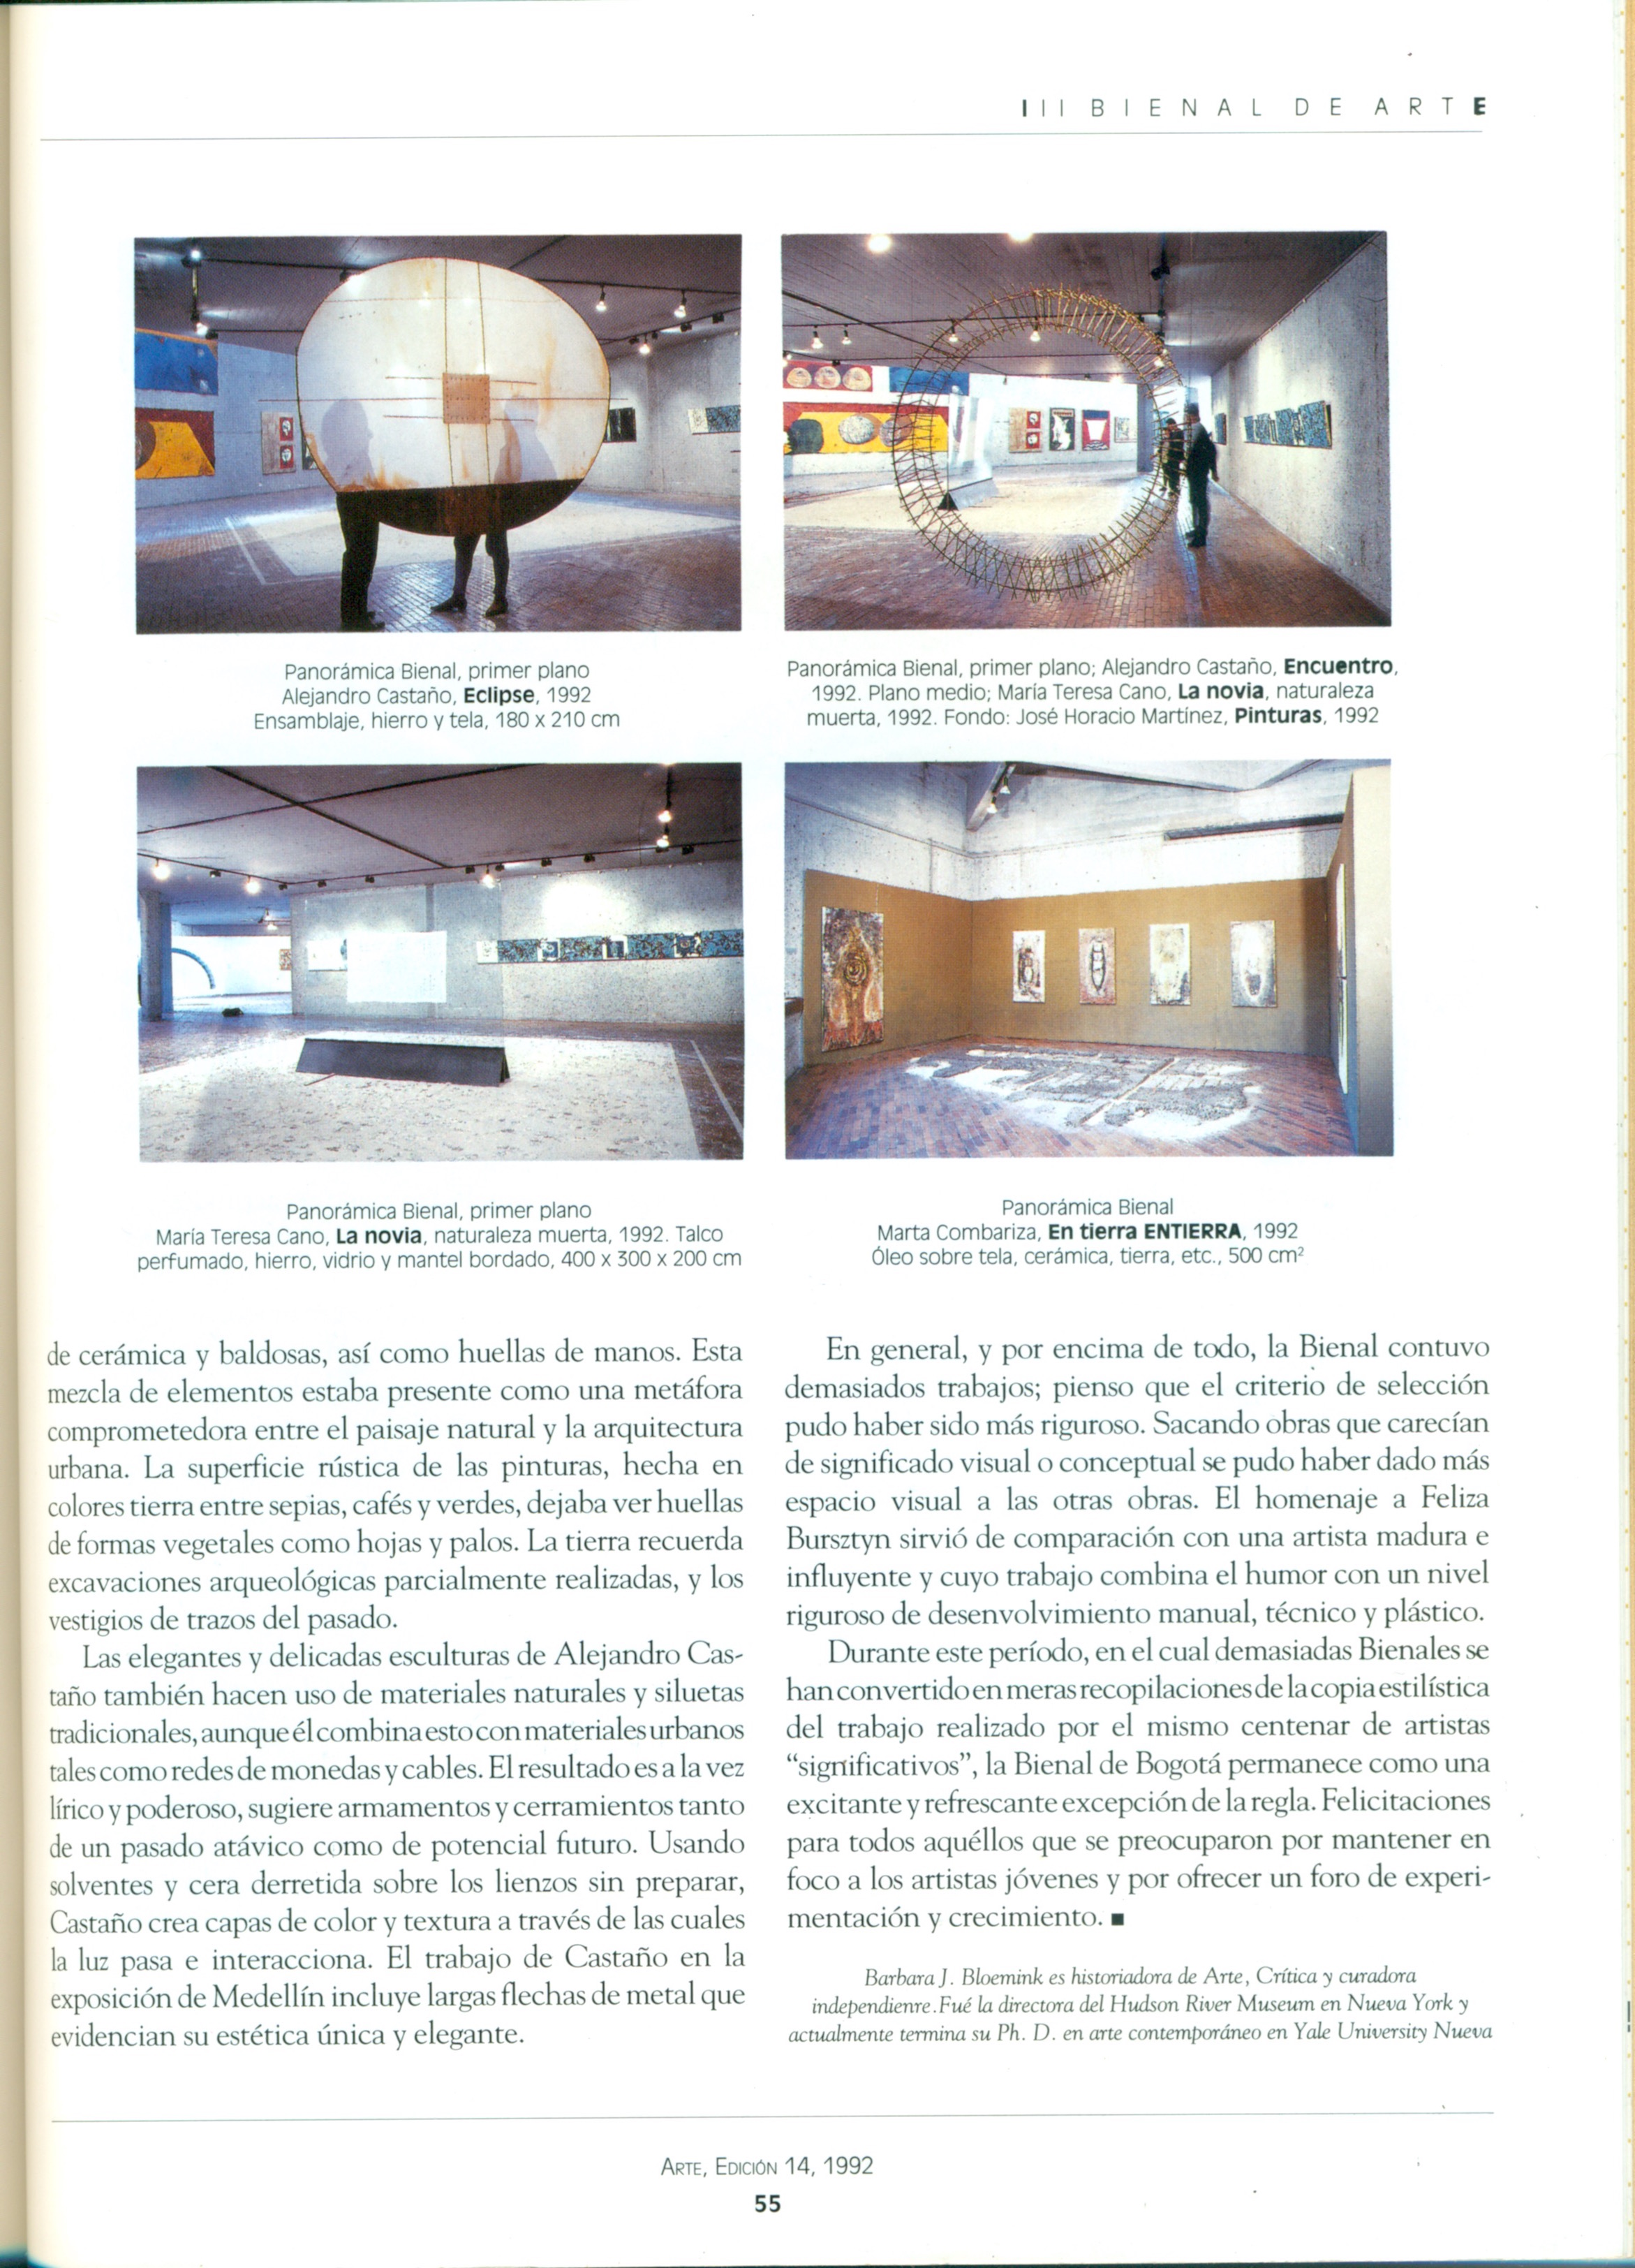 III BIENAL DE ARTE
Panorámica Bienal, primer plano
Alejandro Castaño, Eclipse, 1992
Ensamblaje, hierro y tela, 180 x 210 cm
Panorámica Bienal, primer plano; Alejandro Castaño, Encuentro,
1992. Plano medio; María Teresa Cano, La novia, naturaleza
muerta, 1992. Fondo: José Horacio Martínez, Pinturas, 1992
Panorámica Bienal, primer plano
María Teresa Cano, La novia, naturaleza muerta, 1992. Talco
perfumado, hierro, vidrio y mantel bordado, 400 x 300 x 200 cm
Panorámica Bienal
Marta Combariza, En tierra ENTIERRA, 1992
Óleo sobre tela, cerámica, tierra, etc., 500 cm²
de cerámica y baldosas, así como huellas de manos. Esta
mezcla de elementos estaba presente como una metáfora
comprometedora entre el paisaje natural y la arquitectura
urbana. La superficie rústica de las pinturas, hecha en
colores tierra entre sepias, cafés y verdes, dejaba ver huellas
de formas vegetales como hojas y palos. La tierra recuerda
excavaciones arqueológicas parcialmente realizadas, y los
vestigios de trazos del pasado.
Las elegantes y delicadas esculturas de Alejandro Cas-
taño también hacen uso de materiales naturales y siluetas
tradicionales, aunque él combina esto con materiales urbanos
tales como redes de monedas y cables. El resultado es a la vez
lírico y poderoso, sugiere armamentos y cerramientos tanto
de un pasado atávico como de potencial futuro. Usando
solventes y cera derretida sobre los lienzos sin preparar,
Castaño crea capas de color y textura a través de las cuales
la luz pasa e interacciona. El trabajo de Castaño en la
exposición de Medellín incluye largas flechas de metal que
evidencian su estética única y elegante.
En general, y por encima de todo, la Bienal contuvo
demasiados trabajos; pienso que el criterio de selección
pudo haber sido más riguroso. Sacando obras que carecían
de significado visual o conceptual se pudo haber dado más
espacio visual a las otras obras. El homenaje a Feliza
Bursztyn sirvió de comparación con una artista madura e
influyente y cuyo trabajo combina el humor con un nivel
riguroso de desenvolvimiento manual, técnico y plástico.
Durante este período, en el cual demasiadas Bienales se
han convertido en meras recopilaciones de la copia estilística
del trabajo realizado por el mismo centenar de artistas
“significativos”, la Bienal de Bogotá permanece como una
excitante y refrescante excepción de la regla. Felicitaciones
para todos aquéllos que se preocuparon por mantener en
foco a los artistas jóvenes y por ofrecer un foro de experi-
mentación y crecimiento. ■
Barbara J. Bloemink es historiadora de Arte, Crítica y curadora
independienre.Fué la directora del Hudson River Museum en Nueva York y
actualmente termina su Ph. D. en arte contemporáneo en Yale University Nueva
ARTE, EDICIÓN 14, 1992
55